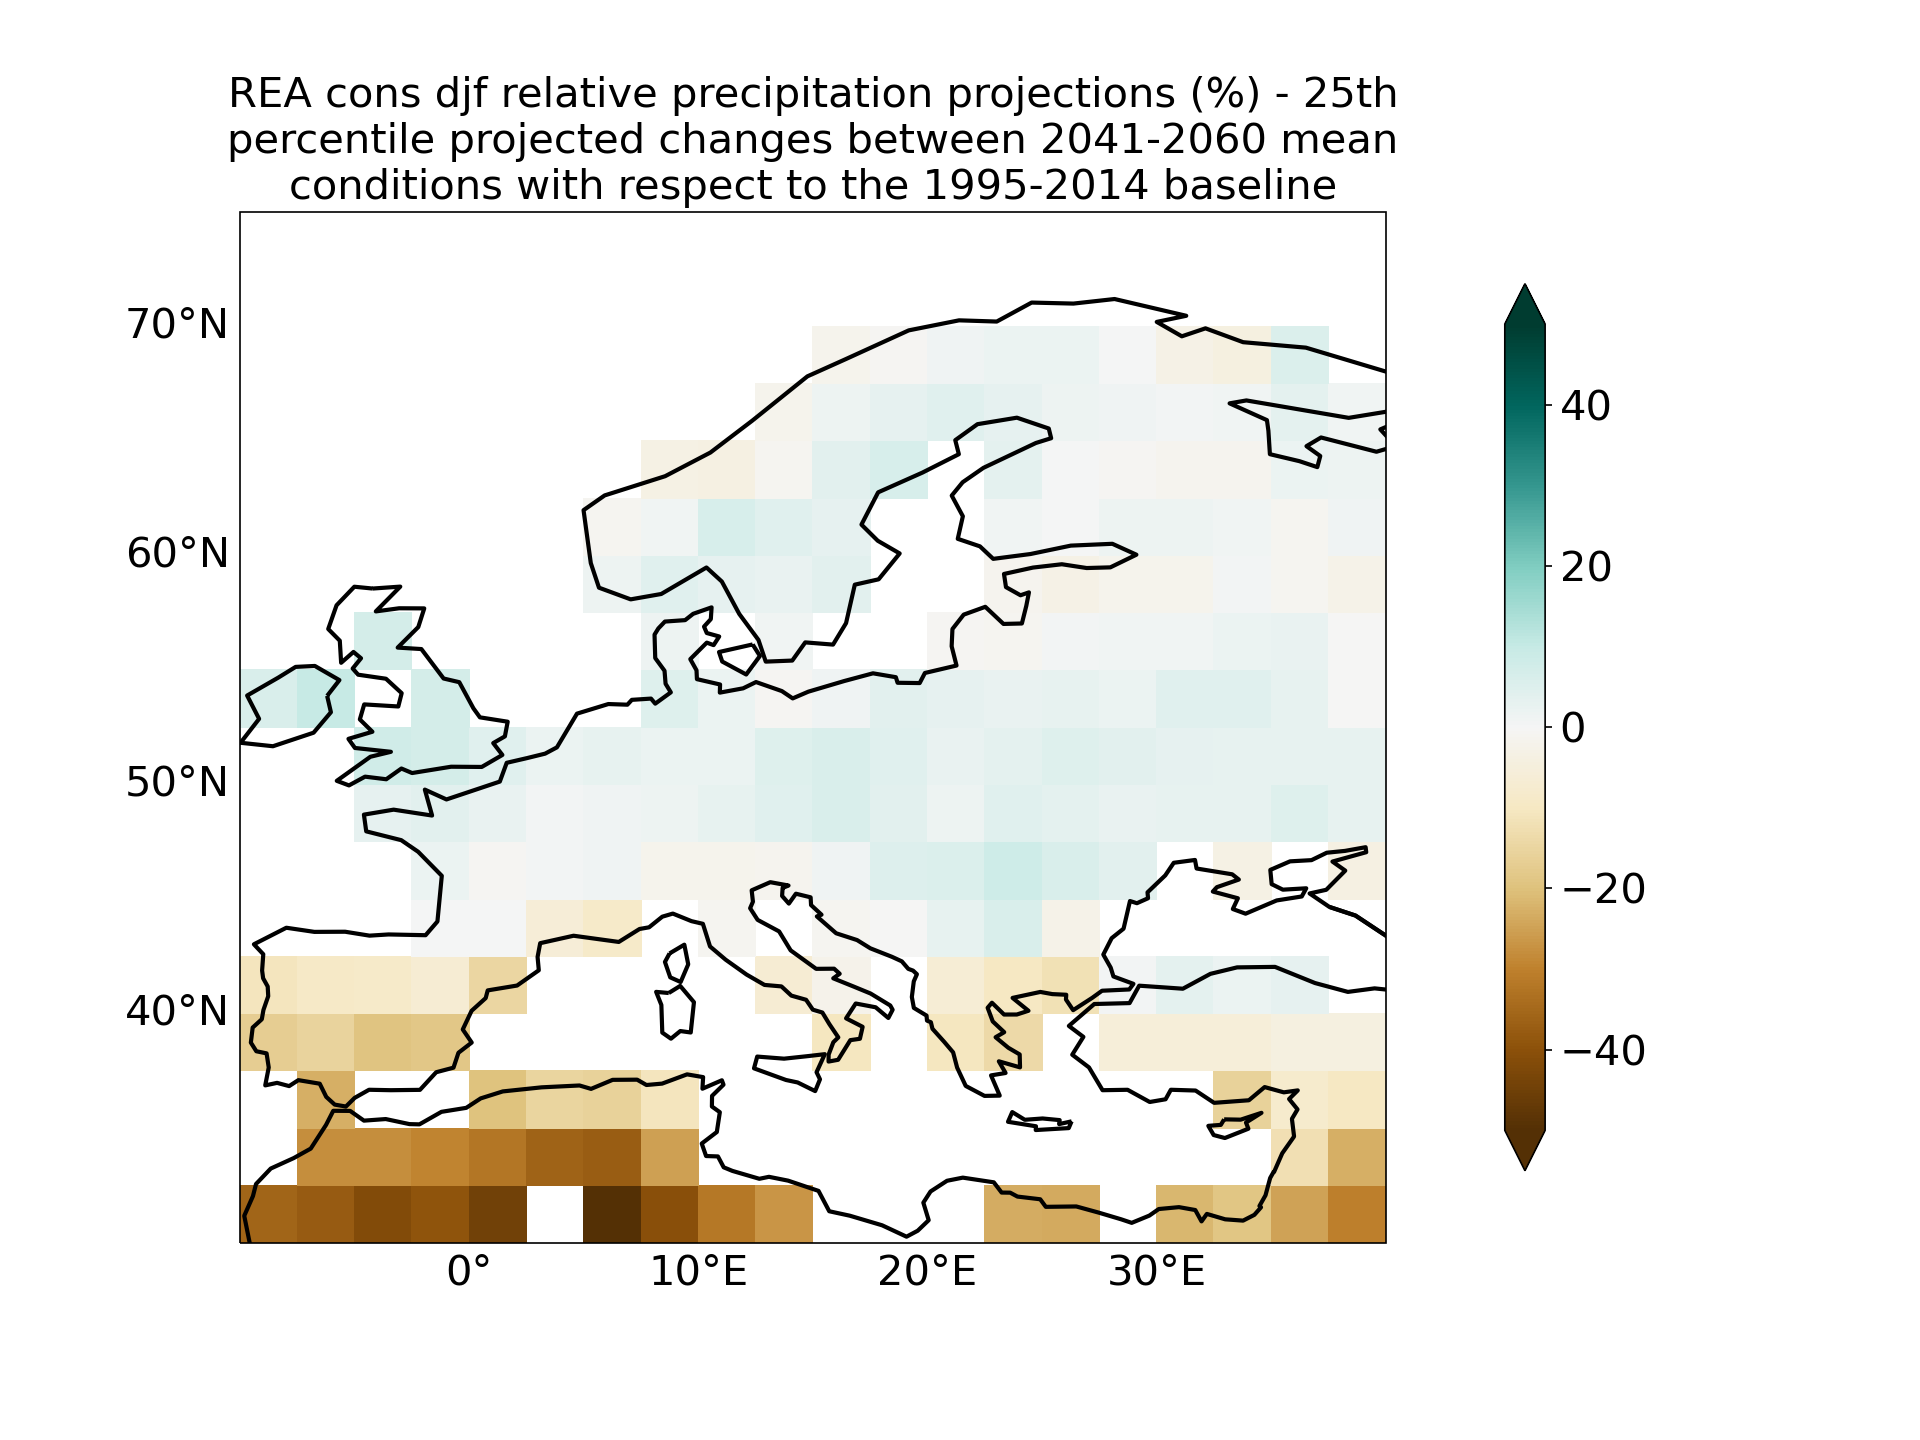 REA cons djf relative precipitation projections (%) - 25th
percentile projected changes between 2041-2060 mean
conditions with respect to the 1995-2014 baseline
70°N
60°N
50°N
40°N
0°
10°E
20°E
30°E
40
20
0
−20
−40